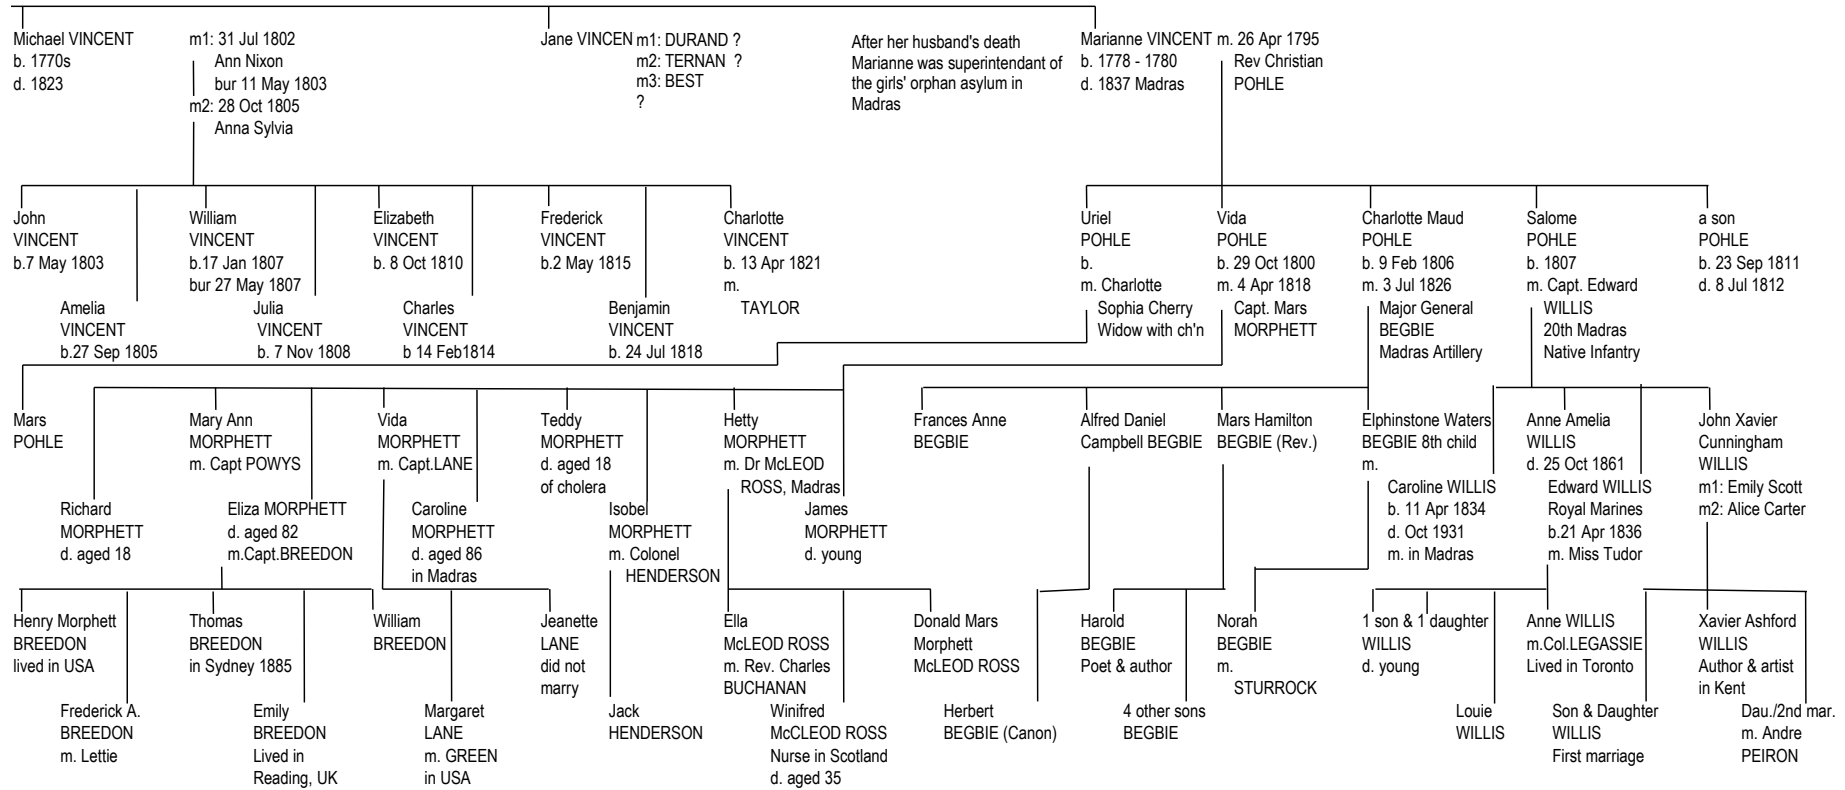 Michael VINCENT
b. 1770s
d. 1823
m1: 31 Jul 1802
Ann Nixon
bur 11 May 1803
m2: 28 Oct 1805
Anna Sylvia
Jane VINCEN
m1: DURAND ?
m2: TERNAN ?
m3: BEST
?
After her husband's death
Marianne was superintendant of
the girls' orphan asylum in
Madras
Marianne VINCENT
b. 1778 - 1780
d. 1837 Madras
m. 26 Apr 1795
Rev Christian
POHLE
John
VINCENT
b.7 May 1803
Amelia
VINCENT
b.27 Sep 1805
William
VINCENT
b.17 Jan 1807
bur 27 May 1807
Julia
VINCENT
b. 7 Nov 1808
Elizabeth
VINCENT
b. 8 Oct 1810
Charles
VINCENT
b 14 Feb1814
Frederick
VINCENT
b.2 May 1815
Benjamin
VINCENT
b. 24 Jul 1818
Charlotte
VINCENT
b. 13 Apr 1821
m.
TAYLOR
Uriel
POHLE
b.
m. Charlotte
Sophia Cherry
Widow with ch'n
Vida
POHLE
b. 29 Oct 1800
m. 4 Apr 1818
Capt. Mars
MORPHETT
Charlotte Maud
POHLE
b. 9 Feb 1806
m. 3 Jul 1826
Major General
BEGBIE
Madras Artillery
Salome
POHLE
b. 1807
m. Capt. Edward
WILLIS
20th Madras
Native Infantry
a son
POHLE
b. 23 Sep 1811
d. 8 Jul 1812
Mars
POHLE
Richard
MORPHETT
d. aged 18
Mary Ann
MORPHETT
m. Capt POWYS
Eliza MORPHETT
d. aged 82
m.Capt.BREEDON
Vida
MORPHETT
m. Capt.LANE
Caroline
MORPHETT
d. aged 86
in Madras
Teddy
MORPHETT
d. aged 18
of cholera
Isobel
MORPHETT
m. Colonel
HENDERSON
Hetty
MORPHETT
m. Dr McLEOD
ROSS, Madras
James
MORPHETT
d. young
Frances Anne
BEGBIE
Alfred Daniel
Campbell BEGBIE
Mars Hamilton
BEGBIE (Rev.)
Elphinstone Waters
BEGBIE 8th child
m.
Caroline WILLIS
b. 11 Apr 1834
d. Oct 1931
m. in Madras
Anne Amelia
WILLIS
d. 25 Oct 1861
Edward WILLIS
Royal Marines
b.21 Apr 1836
m. Miss Tudor
John Xavier
Cunningham
WILLIS
m1: Emily Scott
m2: Alice Carter
Henry Morphett
BREEDON
lived in USA
Frederick A.
BREEDON
m. Lettie
Thomas
BREEDON
in Sydney 1885
Emily
BREEDON
Lived in
Reading, UK
William
BREEDON
Margaret
LANE
m. GREEN
in USA
Jeanette
LANE
did not
marry
Jack
HENDERSON
Ella
McLEOD ROSS
m. Rev. Charles
BUCHANAN
Winifred
McCLEOD ROSS
Nurse in Scotland
d. aged 35
Donald Mars
Morphett
McLEOD ROSS
Herbert
BEGBIE (Canon)
Harold
BEGBIE
Poet & author
4 other sons
BEGBIE
Norah
BEGBIE
m.
STURROCK
1 son & 1 daughter
WILLIS
d. young
Louie
WILLIS
Anne WILLIS
m.Col.LEGASSIE
Lived in Toronto
Son & Daughter
WILLIS
First marriage
Xavier Ashford
WILLIS
Author & artist
in Kent
Dau./2nd mar.
m. Andre
PEIRON